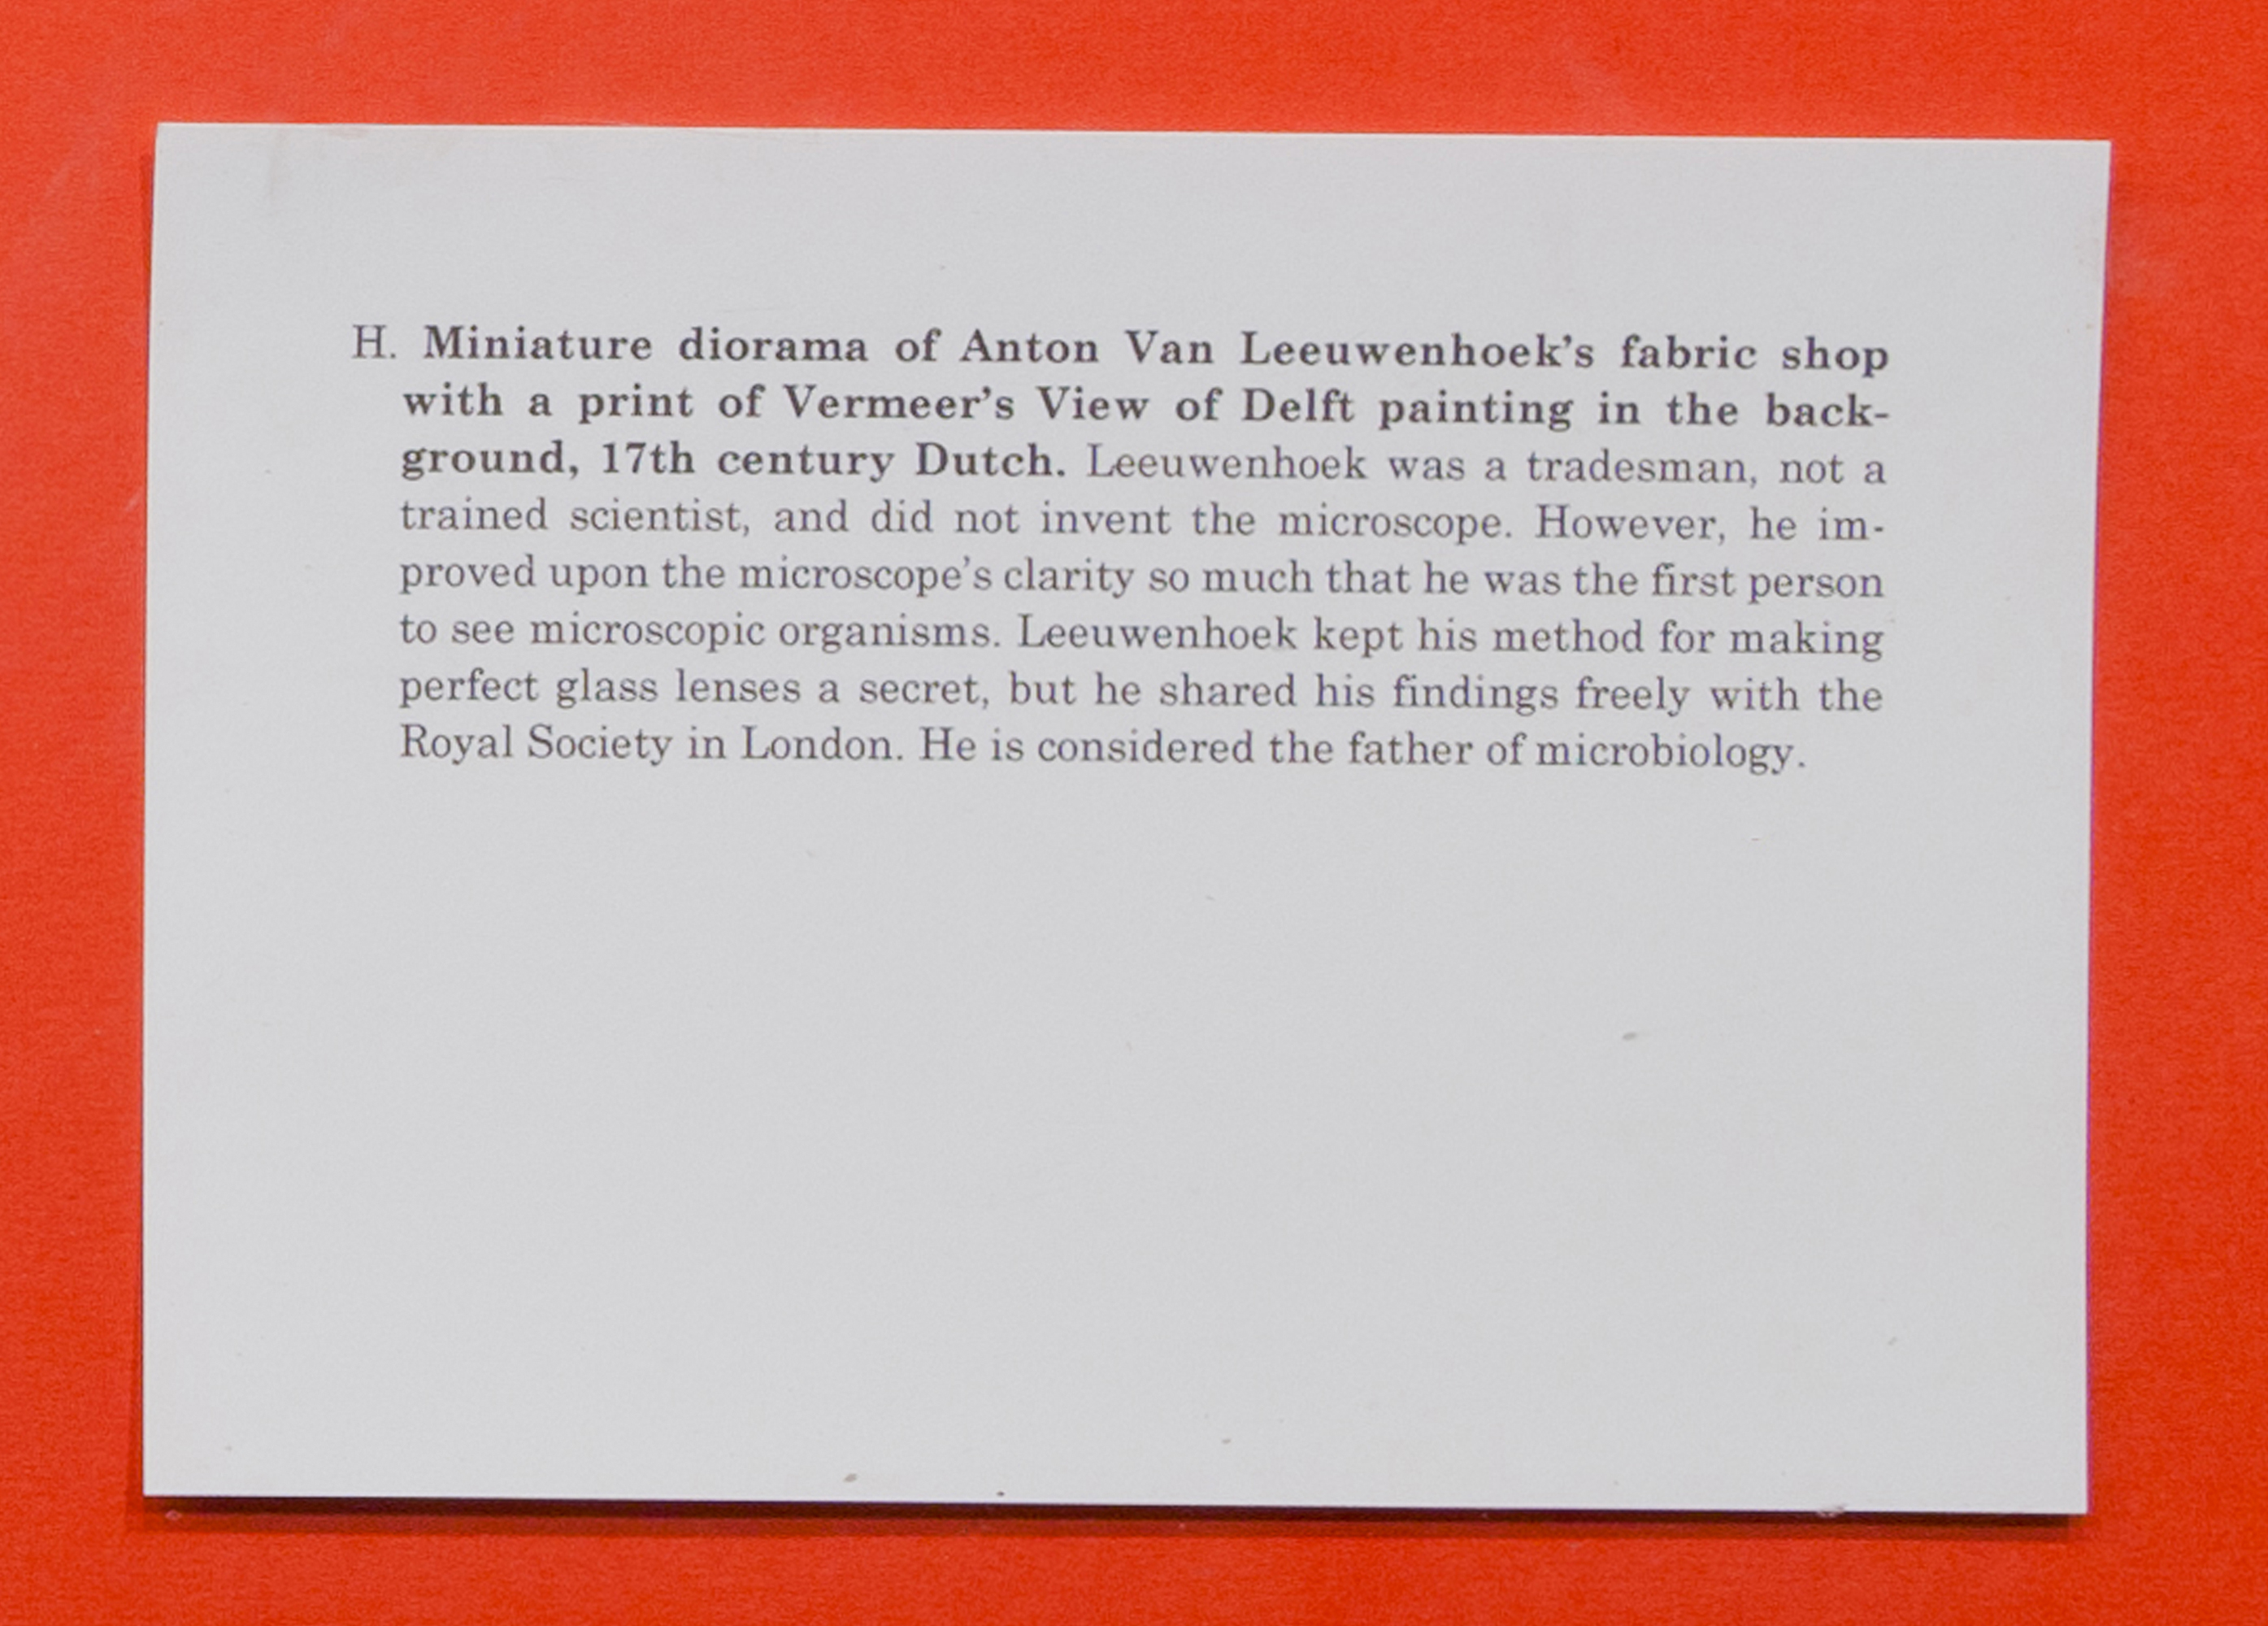 H. Miniature diorama of Anton Van Leeuwenhoek’s fabric shop
with a print of Vermeer’s View of Delft painting in the back-
ground, 17th century Dutch. Leeuwenhoek was a tradesman, not a
trained scientist, and did not invent the microscope. However, he im-
proved upon the microscope’s clarity so much that he was the first person
to see microscopic organisms. Leeuwenhoek kept his method for making
perfect glass lenses a secret, but he shared his findings freely with the
Royal Society in London. He is considered the father of microbiology.